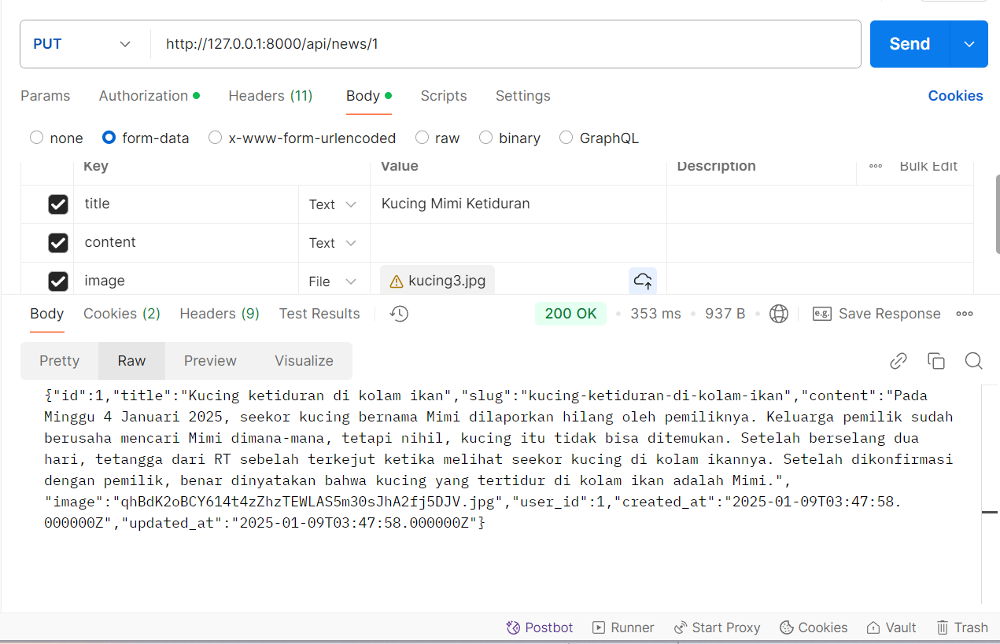 PUT http://127.0.0.1:8000/api/news/1 Send
Params Authorization Headers (11) Body Scripts Settings Cookies
none form-data x-www-form-urlencoded raw binary GraphQL
Key Value Description Bulk Edit
title Text Kucing Mimi Ketiduran
content Text
image File kucing3.jpg
Body Cookies (2) Headers (9) Test Results 200 OK 353 ms 937 B e.g. Save Response
Pretty Raw Preview Visualize
{"id":1,"title":"Kucing ketiduran di kolam ikan","slug":"kucing-ketiduran-di-kolam-ikan","content":"Pada
Minggu 4 Januari 2025, seekor kucing bernama Mimi dilaporkan hilang oleh pemiliknya. Keluarga pemilik sudah
berusaha mencari Mimi dimana-mana, tetapi nihil, kucing itu tidak bisa ditemukan. Setelah berselang dua
hari, tetangga dari RT sebelah terkejut ketika melihat seekor kucing di kolam ikannya. Setelah dikonfirmasi
dengan pemilik, benar dinyatakan bahwa kucing yang tertidur di kolam ikan adalah Mimi.",
"image":"qhBdK2oBCY614t4zZhzTEWLAS5m30sJhA2fj5DJV.jpg","user_id":1,"created_at":"2025-01-09T03:47:58.
000000Z","updated_at":"2025-01-09T03:47:58.000000Z"}
Postbot Runner Start Proxy Cookies Vault Trash